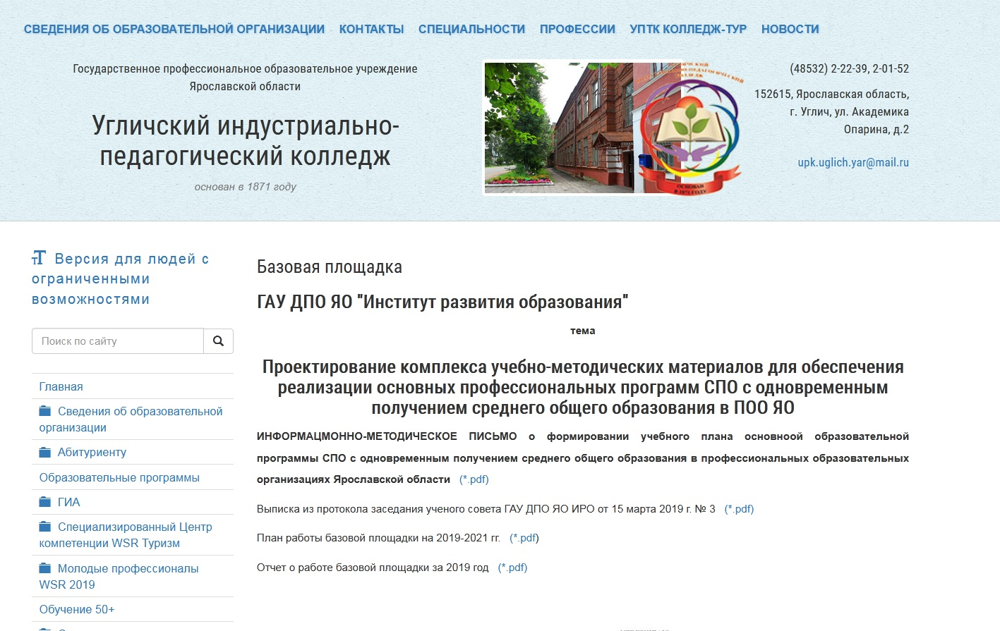 СВЕДЕНИЯ ОБ ОБРАЗОВАТЕЛЬНОЙ ОРГАНИЗАЦИИ КОНТАКТЫ СПЕЦИАЛЬНОСТИ ПРОФЕССИИ УПТК КОЛЛЕДЖ-ТУР НОВОСТИ
Государственное профессиональное образовательное учреждение
Ярославской области
Угличский индустриально-
педагогический колледж
основан в 1871 году
ОСНОВАН
В 1871 ГОДУ
(48532) 2-22-39, 2-01-52
152615, Ярославская область,
г. Углич, ул. Академика
Опарина, д.2
upk.uglich.yar@mail.ru
Версия для людей с
ограниченными
возможностями
Поиск по сайту
Главная
Сведения об образовательной
организации
Абитуриенту
Образовательные программы
ГИА
Специализированный Центр
компетенции WSR Туризм
Молодые профессионалы
WSR 2019
Обучение 50+
Базовая площадка
ГАУ ДПО ЯО "Институт развития образования"
тема
Проектирование комплекса учебно-методических материалов для обеспечения
реализации основных профессиональных программ СПО с одновременным
получением среднего общего образования в ПОО ЯО
ИНФОРМАЦМОННО-МЕТОДИЧЕСКОЕ ПИСЬМО о формировании учебного плана основноой образовательной
программы СПО с одновременным получением среднего общего образования в профессиональных образовательных
организациях Ярославской области (*.pdf)
Выписка из протокола заседания ученого совета ГАУ ДПО ЯО ИРО от 15 марта 2019 г. № 3 (*.pdf)
План работы базовой площадки на 2019-2021 гг. (*.pdf)
Отчет о работе базовой площадки за 2019 год (*.pdf)